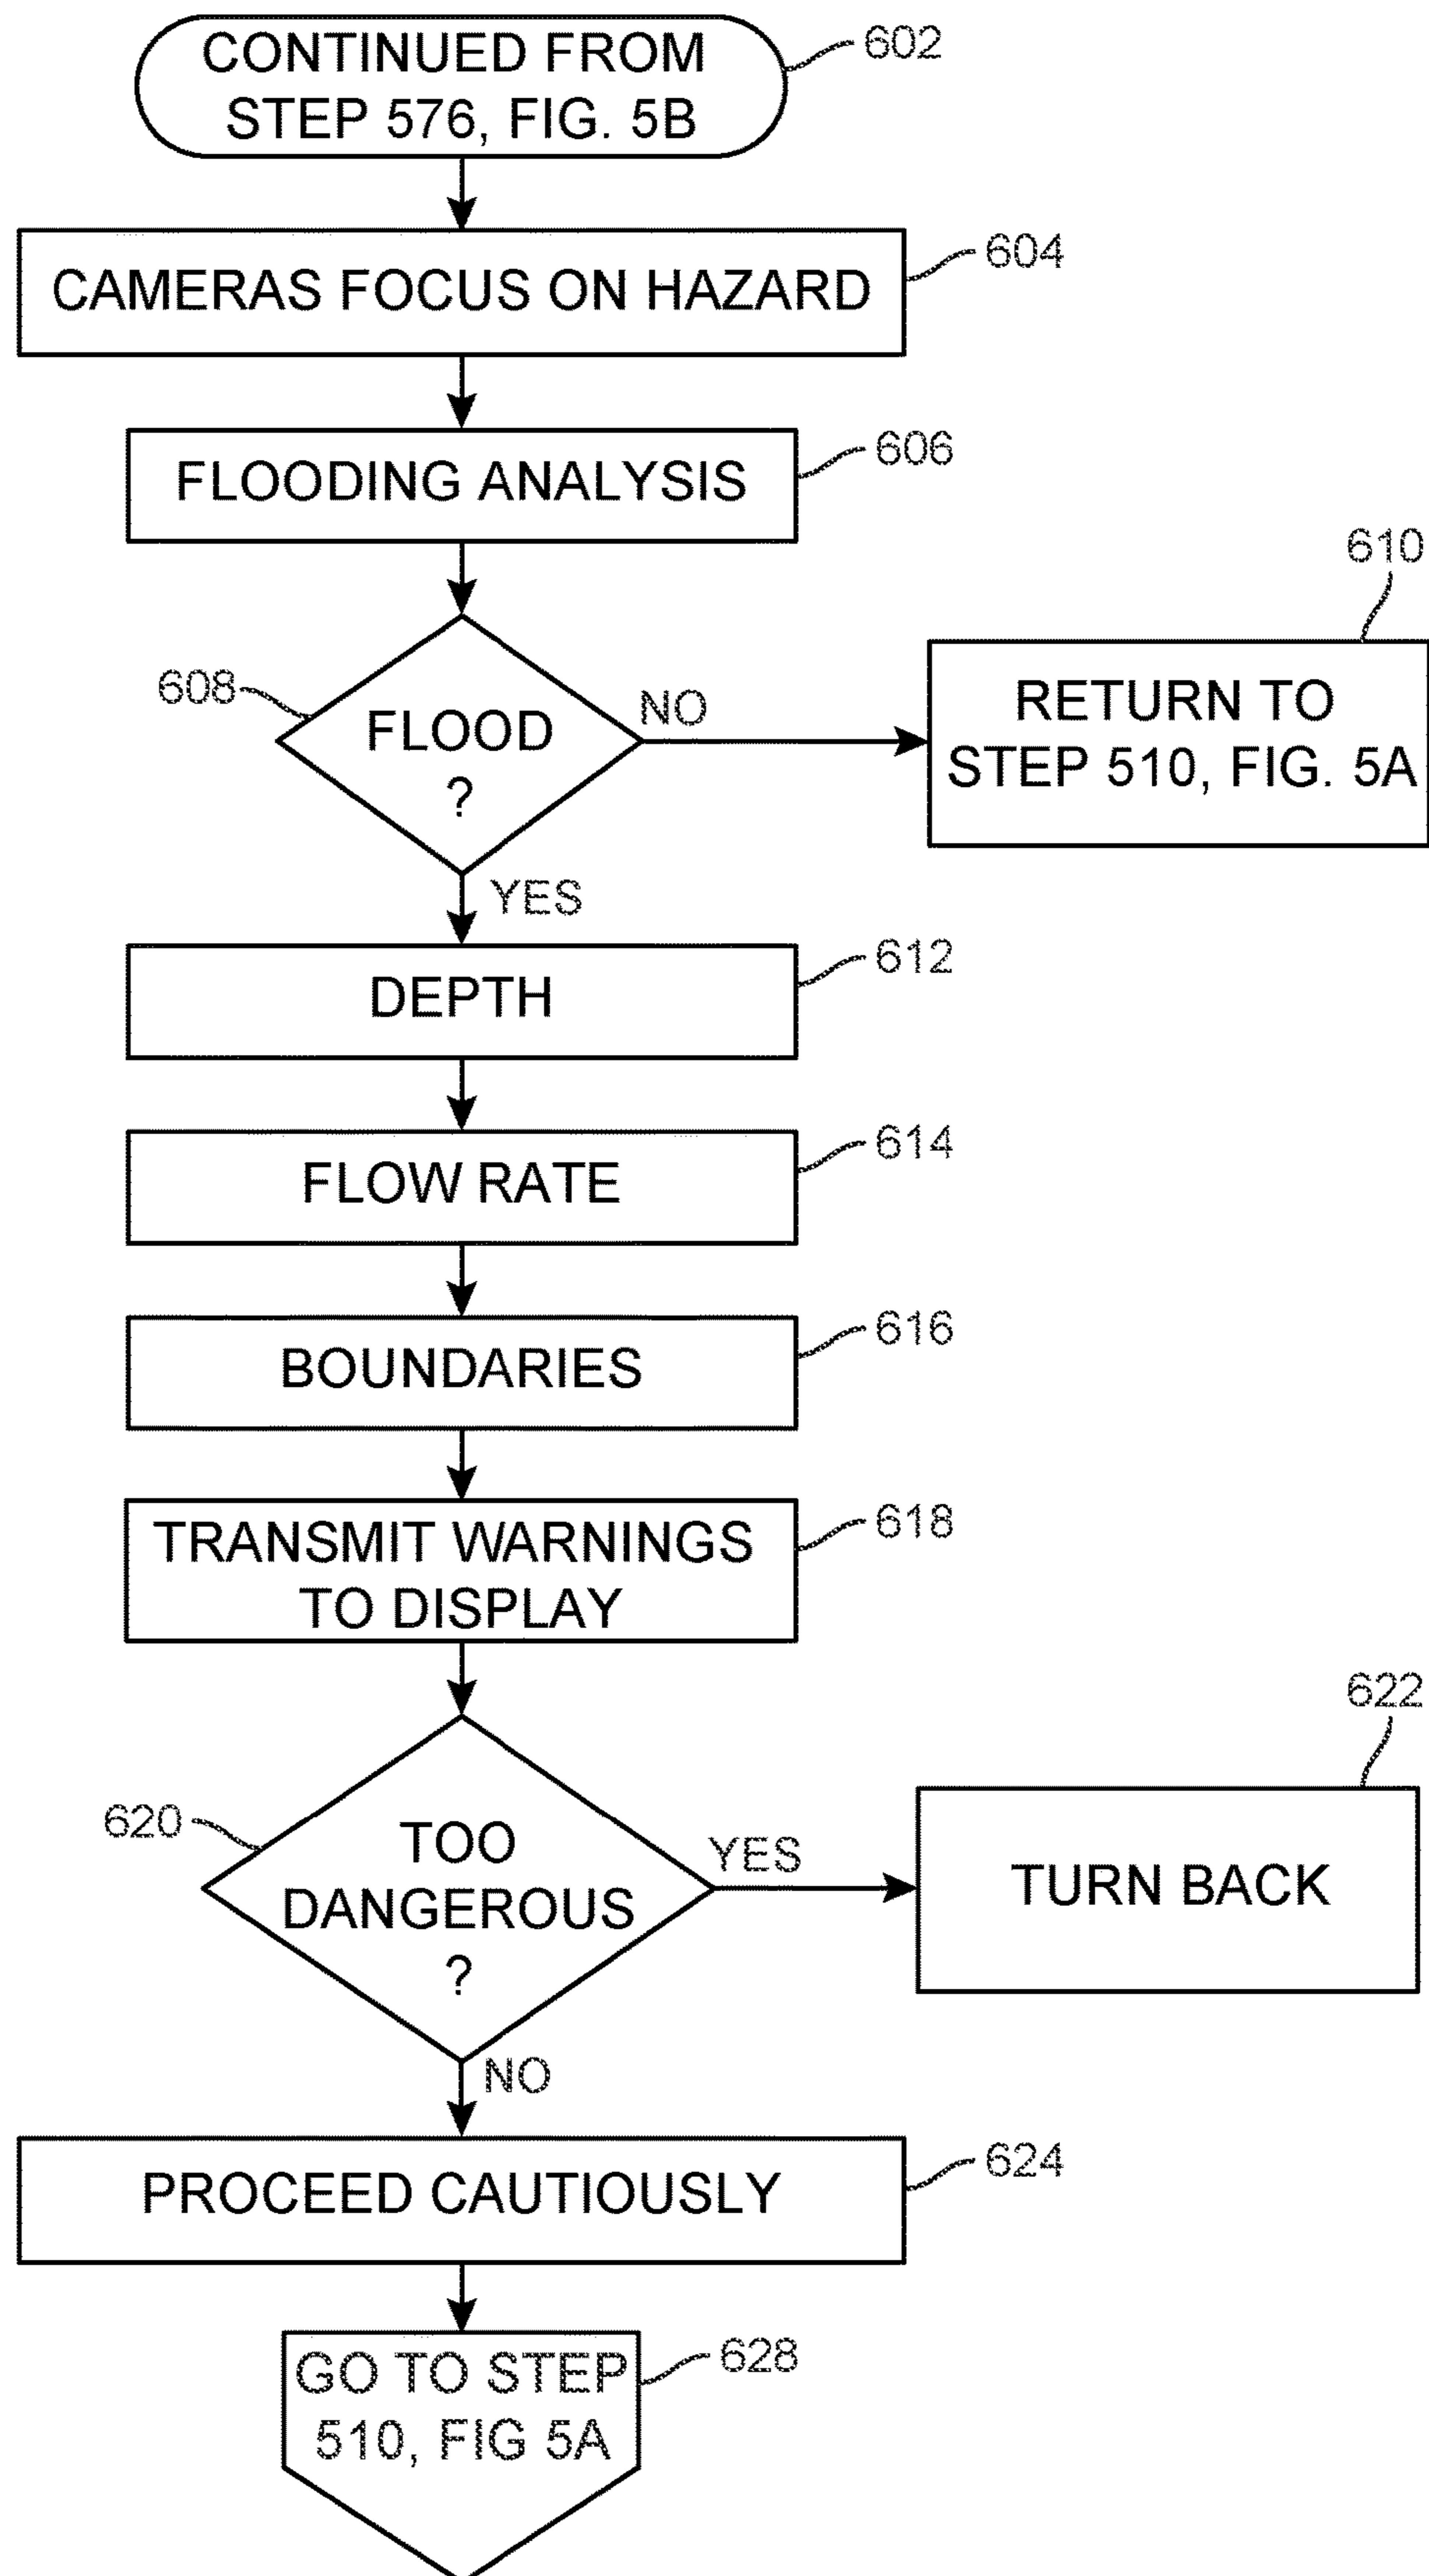 CONTINUED FROM
STEP 576, FIG. 5B
602
CAMERAS FOCUS ON HAZARD
604
FLOODING ANALYSIS
606
608
FLOOD
?
NO
610
RETURN TO
STEP 510, FIG. 5A
YES
DEPTH
612
FLOW RATE
614
BOUNDARIES
616
TRANSMIT WARNINGS
TO DISPLAY
618
620
TOO
DANGEROUS
?
YES
622
TURN BACK
NO
PROCEED CAUTIOUSLY
624
GO TO STEP
510, FIG 5A
628